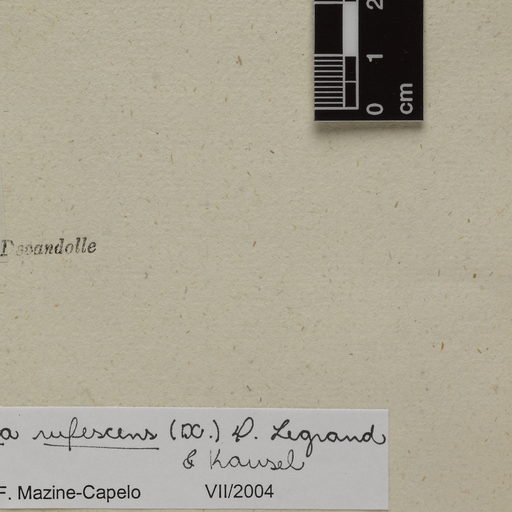 2
1
0
cm
Decandolle
a rufescens (DC.) D. Legrand
& Kausel
F. Mazine-Capelo VII/2004